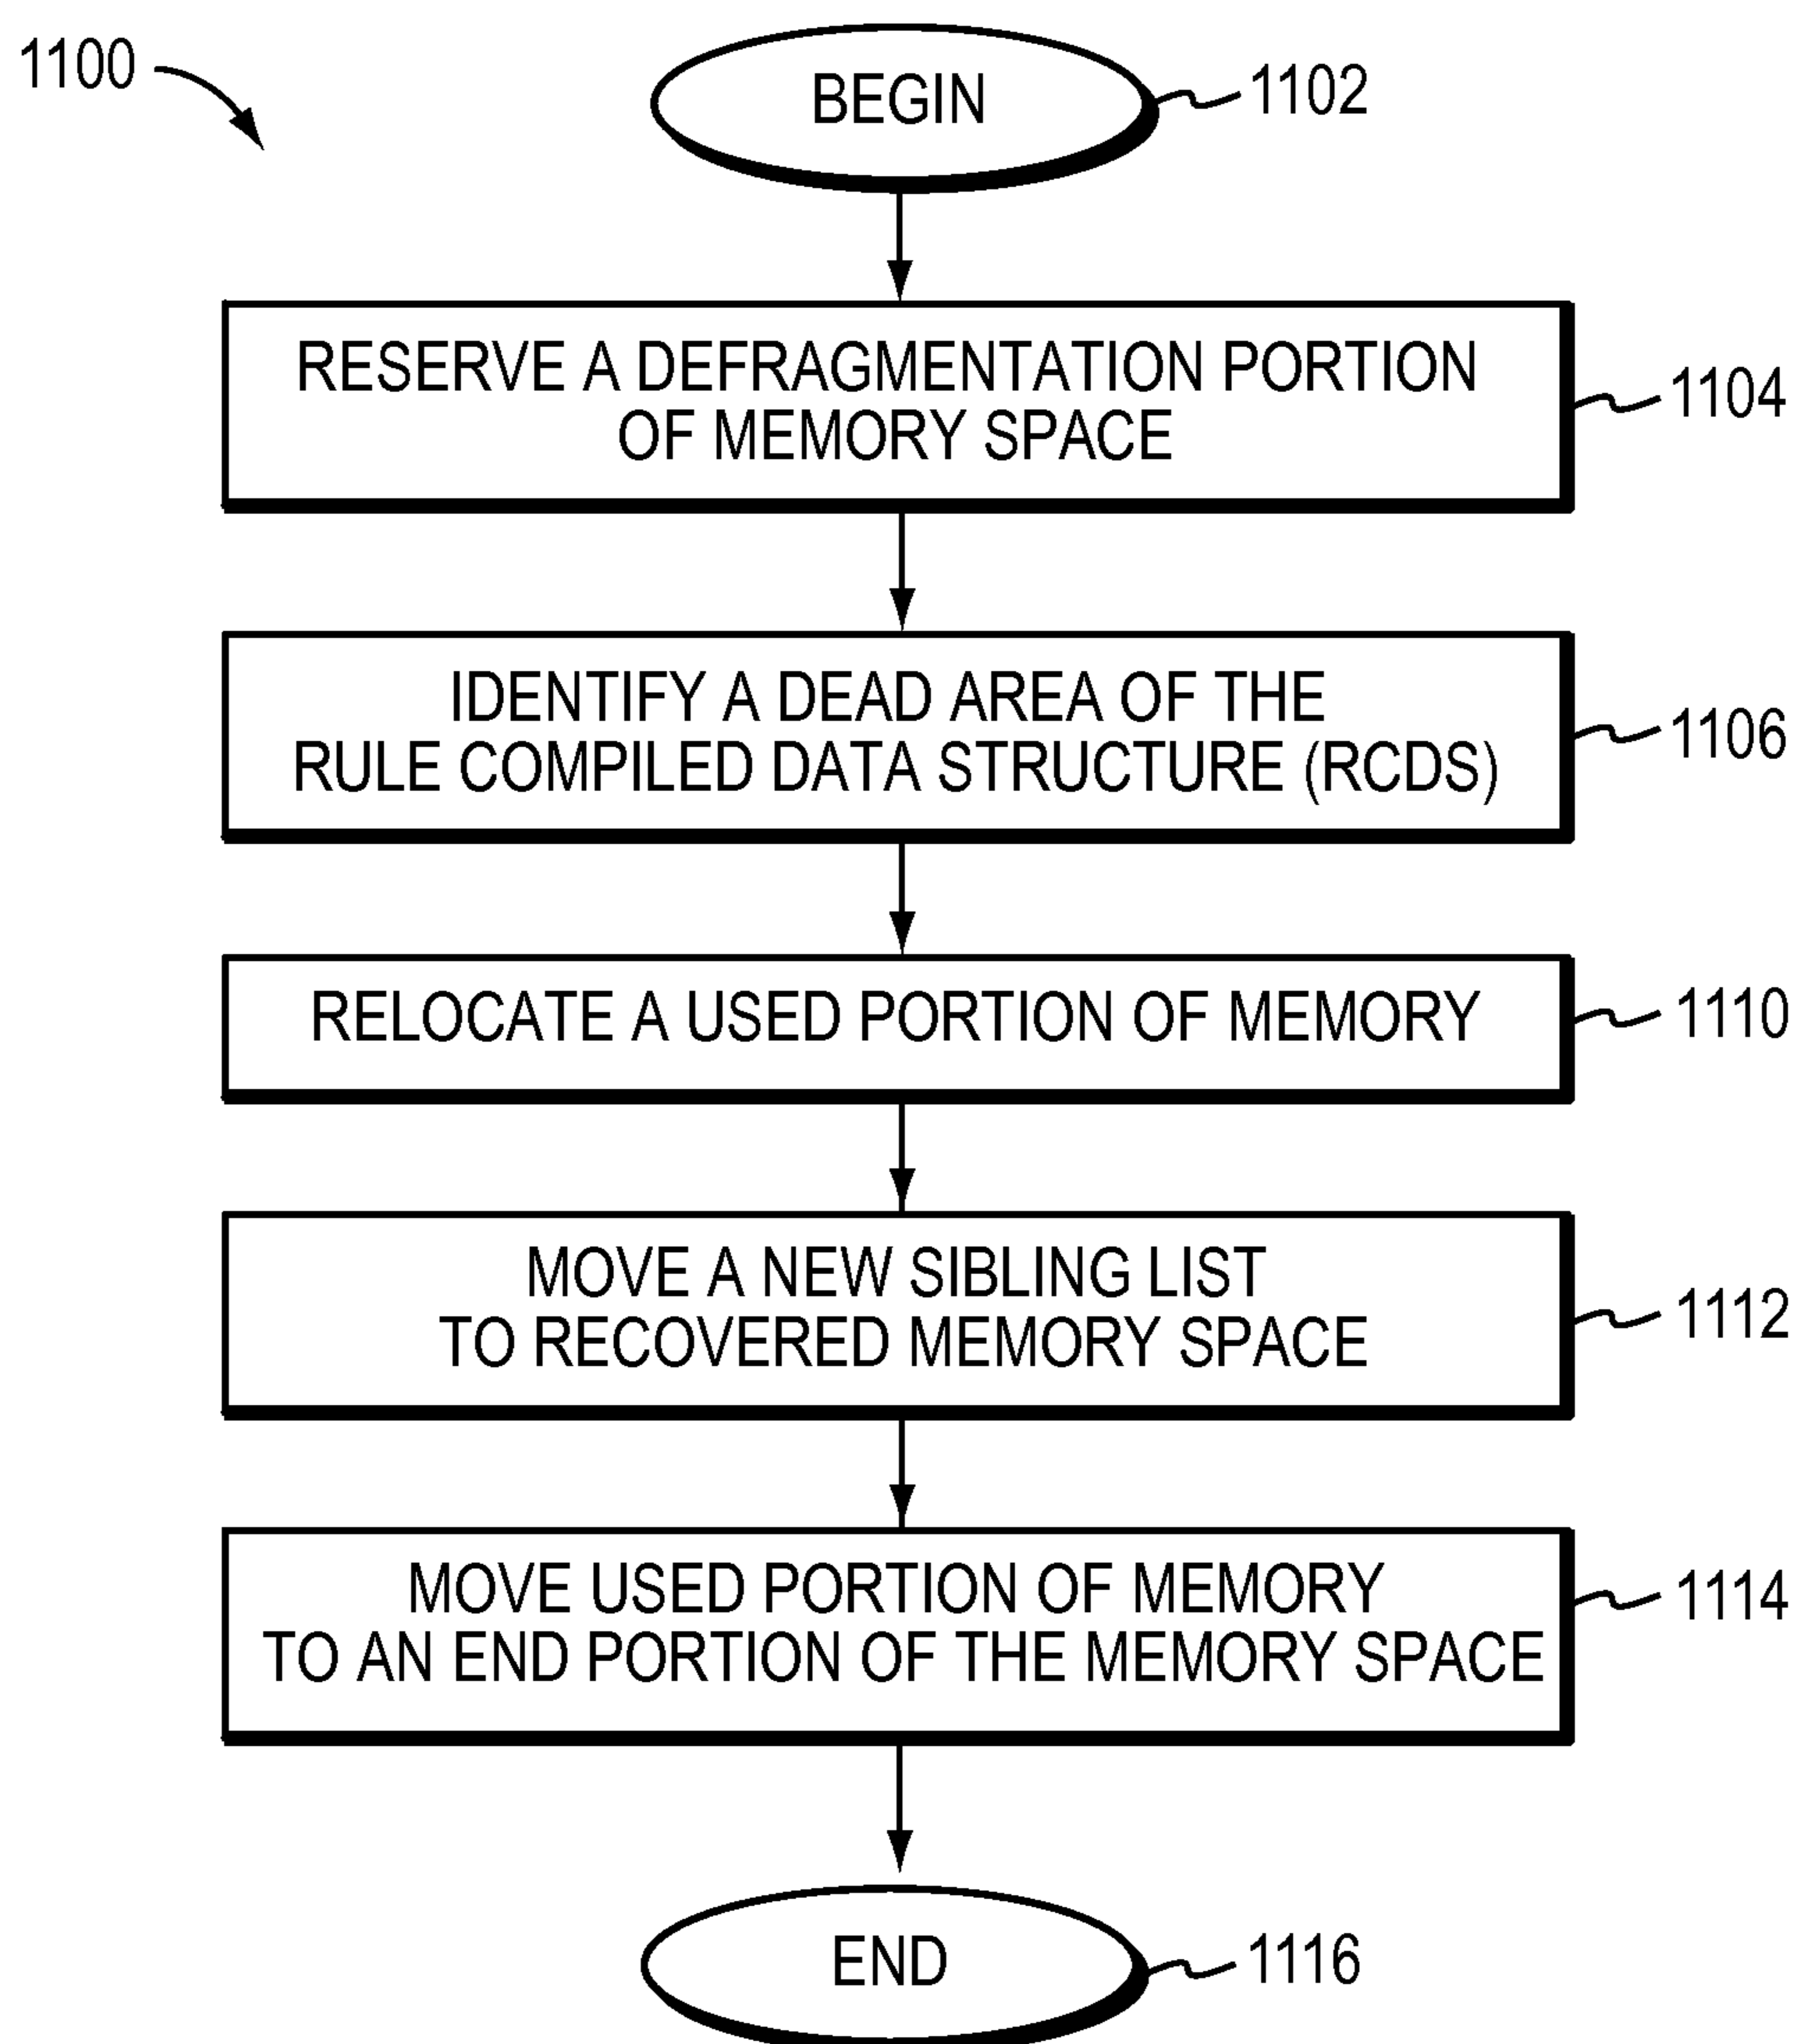 1100
BEGIN
1102
RESERVE A DEFRAGMENTATION PORTION
OF MEMORY SPACE
1104
IDENTIFY A DEAD AREA OF THE
RULE COMPILED DATA STRUCTURE (RCDS)
1106
RELOCATE A USED PORTION OF MEMORY
1110
MOVE A NEW SIBLING LIST
TO RECOVERED MEMORY SPACE
1112
MOVE USED PORTION OF MEMORY
TO AN END PORTION OF THE MEMORY SPACE
1114
END
1116